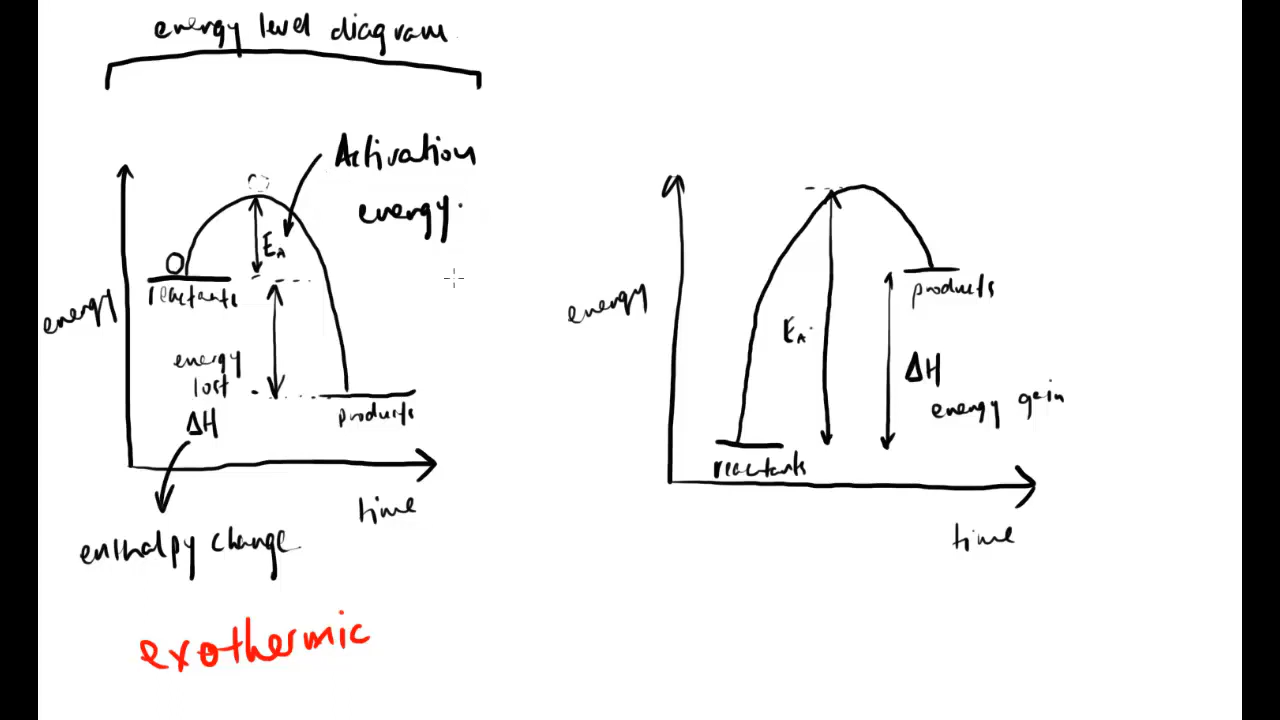 energy level diagram
Activation
energy.
EA
reactants
energy
energy
lost
ΔH
products
time
enthalpy change
exothermic
energy
EA
products
ΔH
energy gain
reactants
time